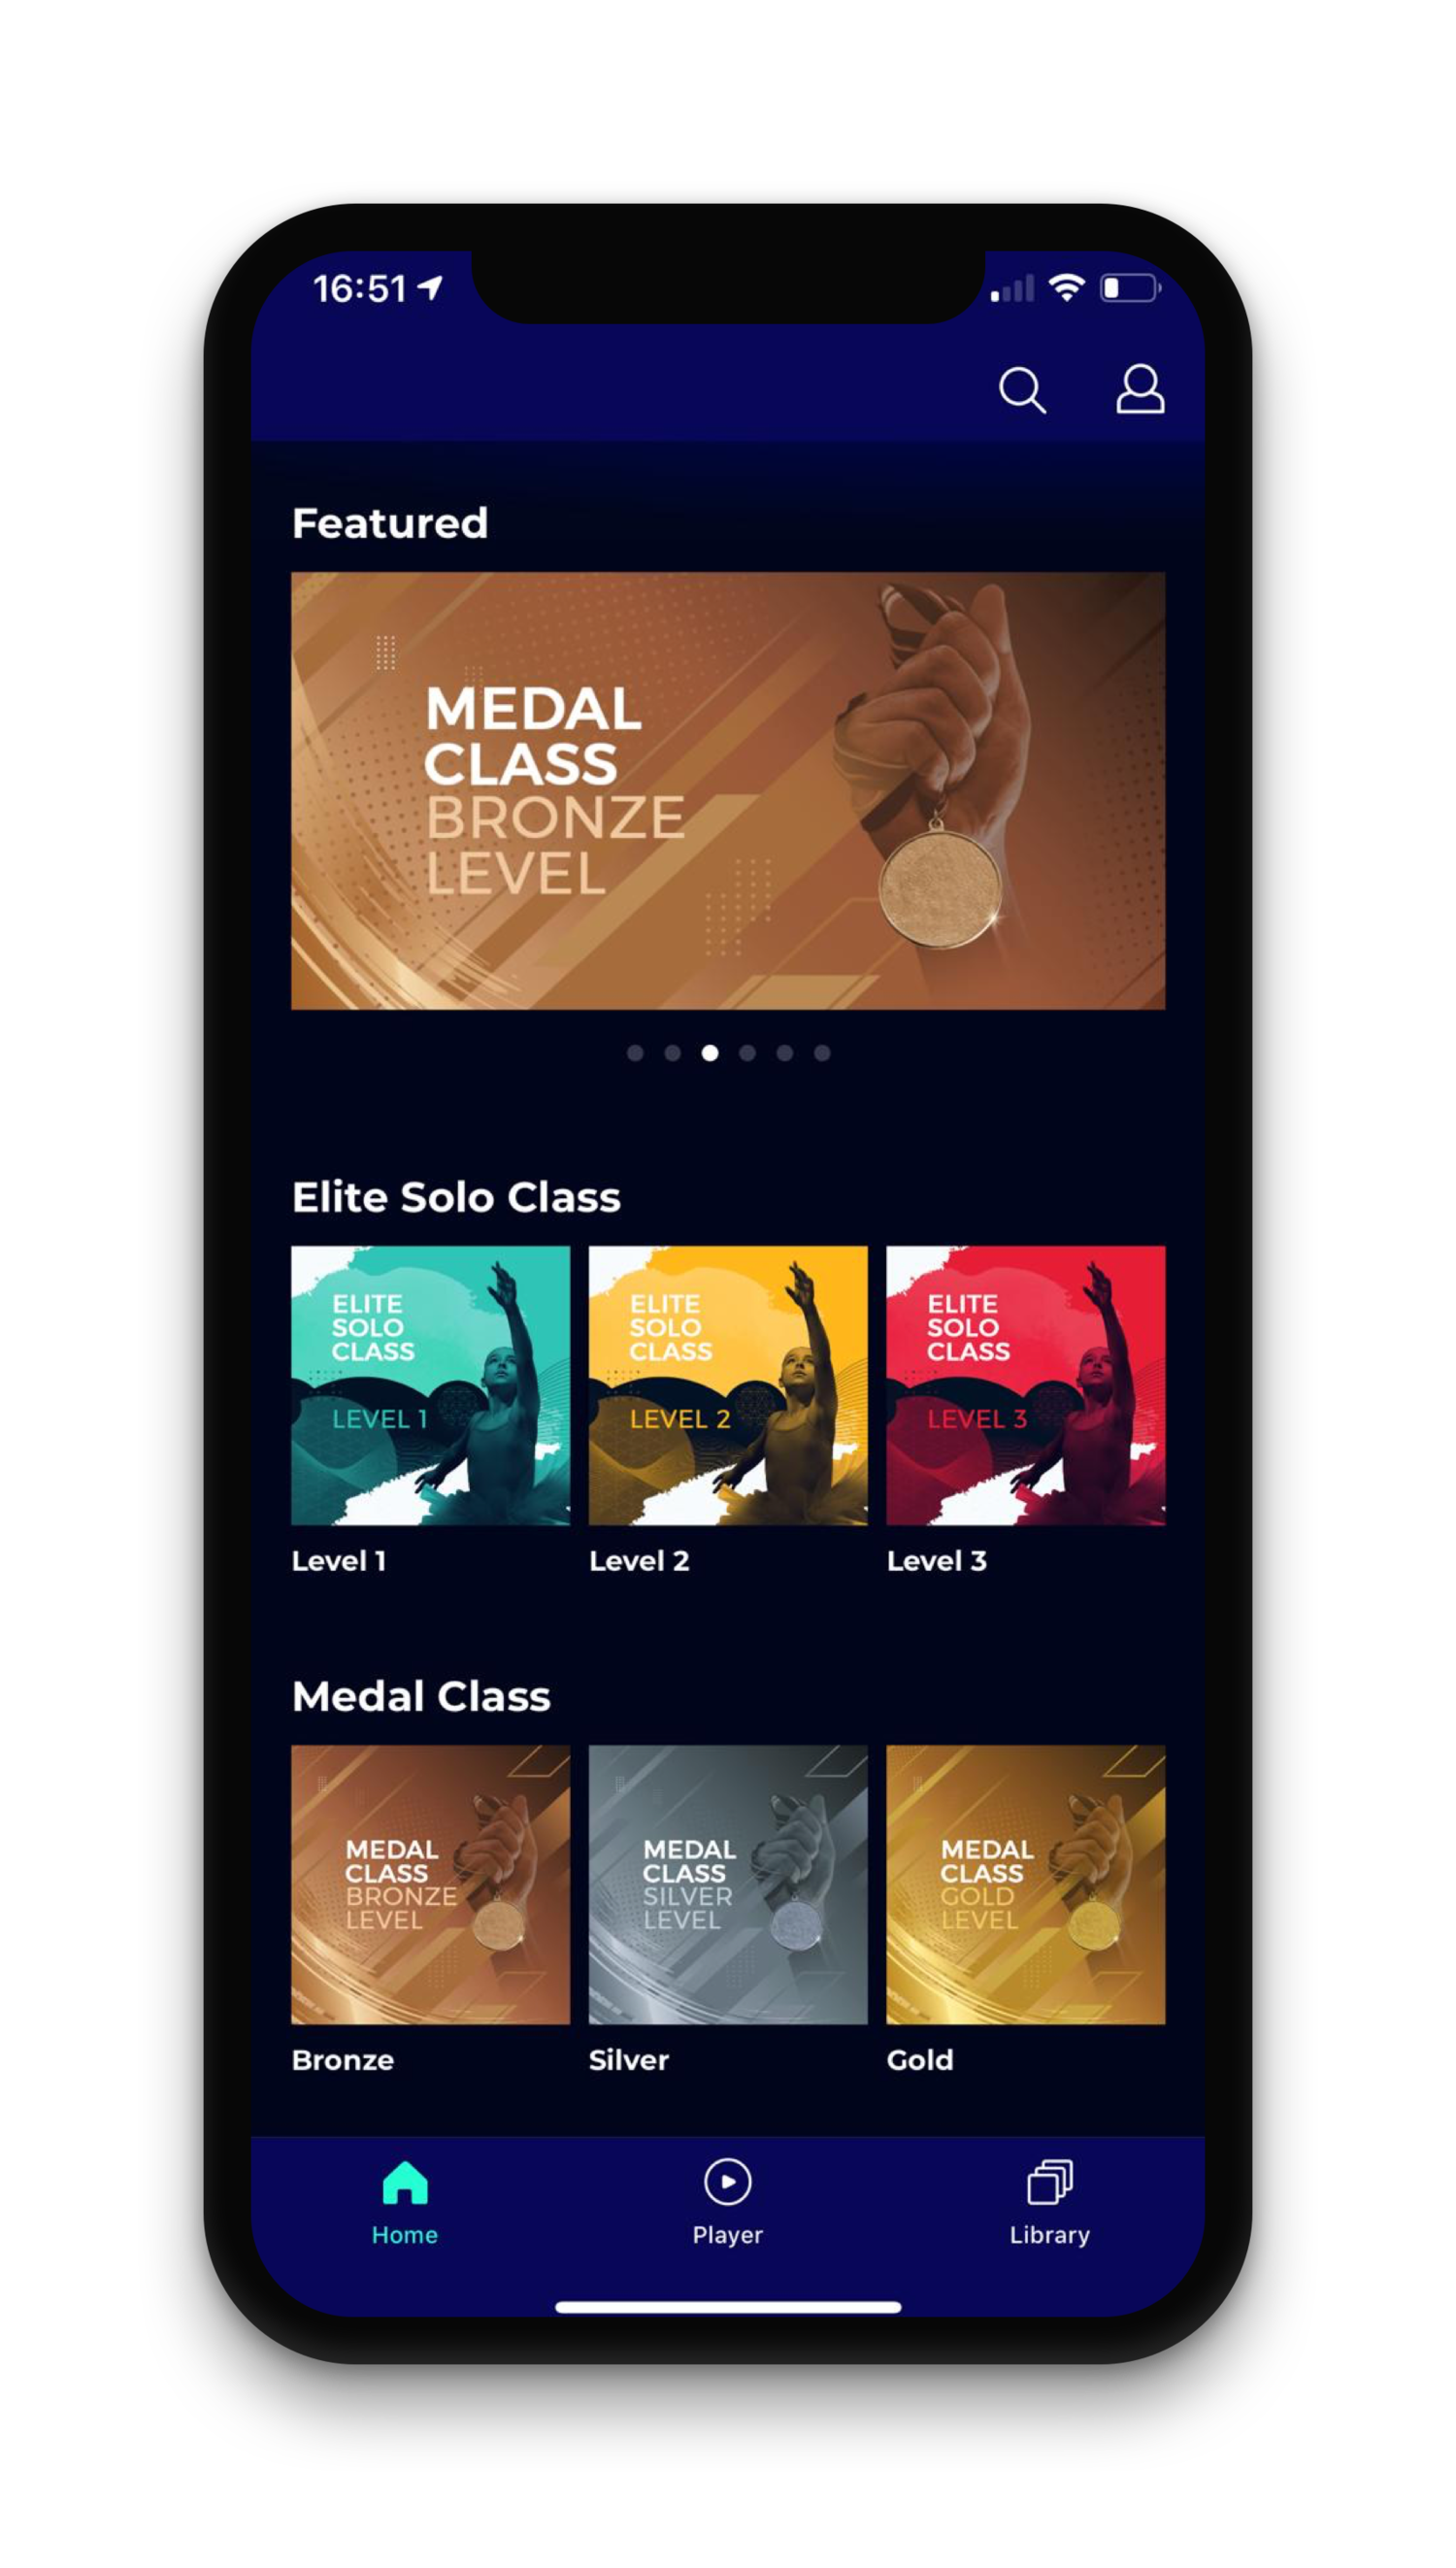 16:51
Featured
MEDAL
CLASS
BRONZE
LEVEL
Elite Solo Class
ELITE
SOLO
CLASS
LEVEL 1
ELITE
SOLO
CLASS
LEVEL 2
ELITE
SOLO
CLASS
LEVEL 3
Level 1
Level 2
Level 3
Medal Class
MEDAL
CLASS
BRONZE
LEVEL
MEDAL
CLASS
SILVER
LEVEL
MEDAL
CLASS
GOLD
LEVEL
Bronze
Silver
Gold
Home
Player
Library